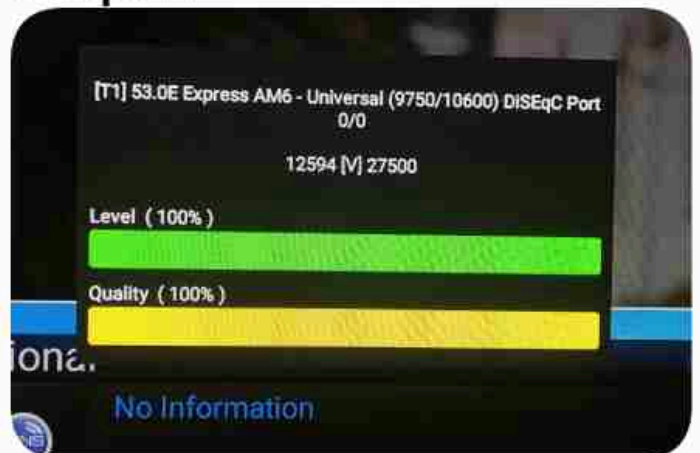 [T1] 53.0E Express AM6 - Universal (9750/10600) DISEqC Port
0/0
12594 [V] 27500
Level ( 100% )
Quality ( 100% )
No Information